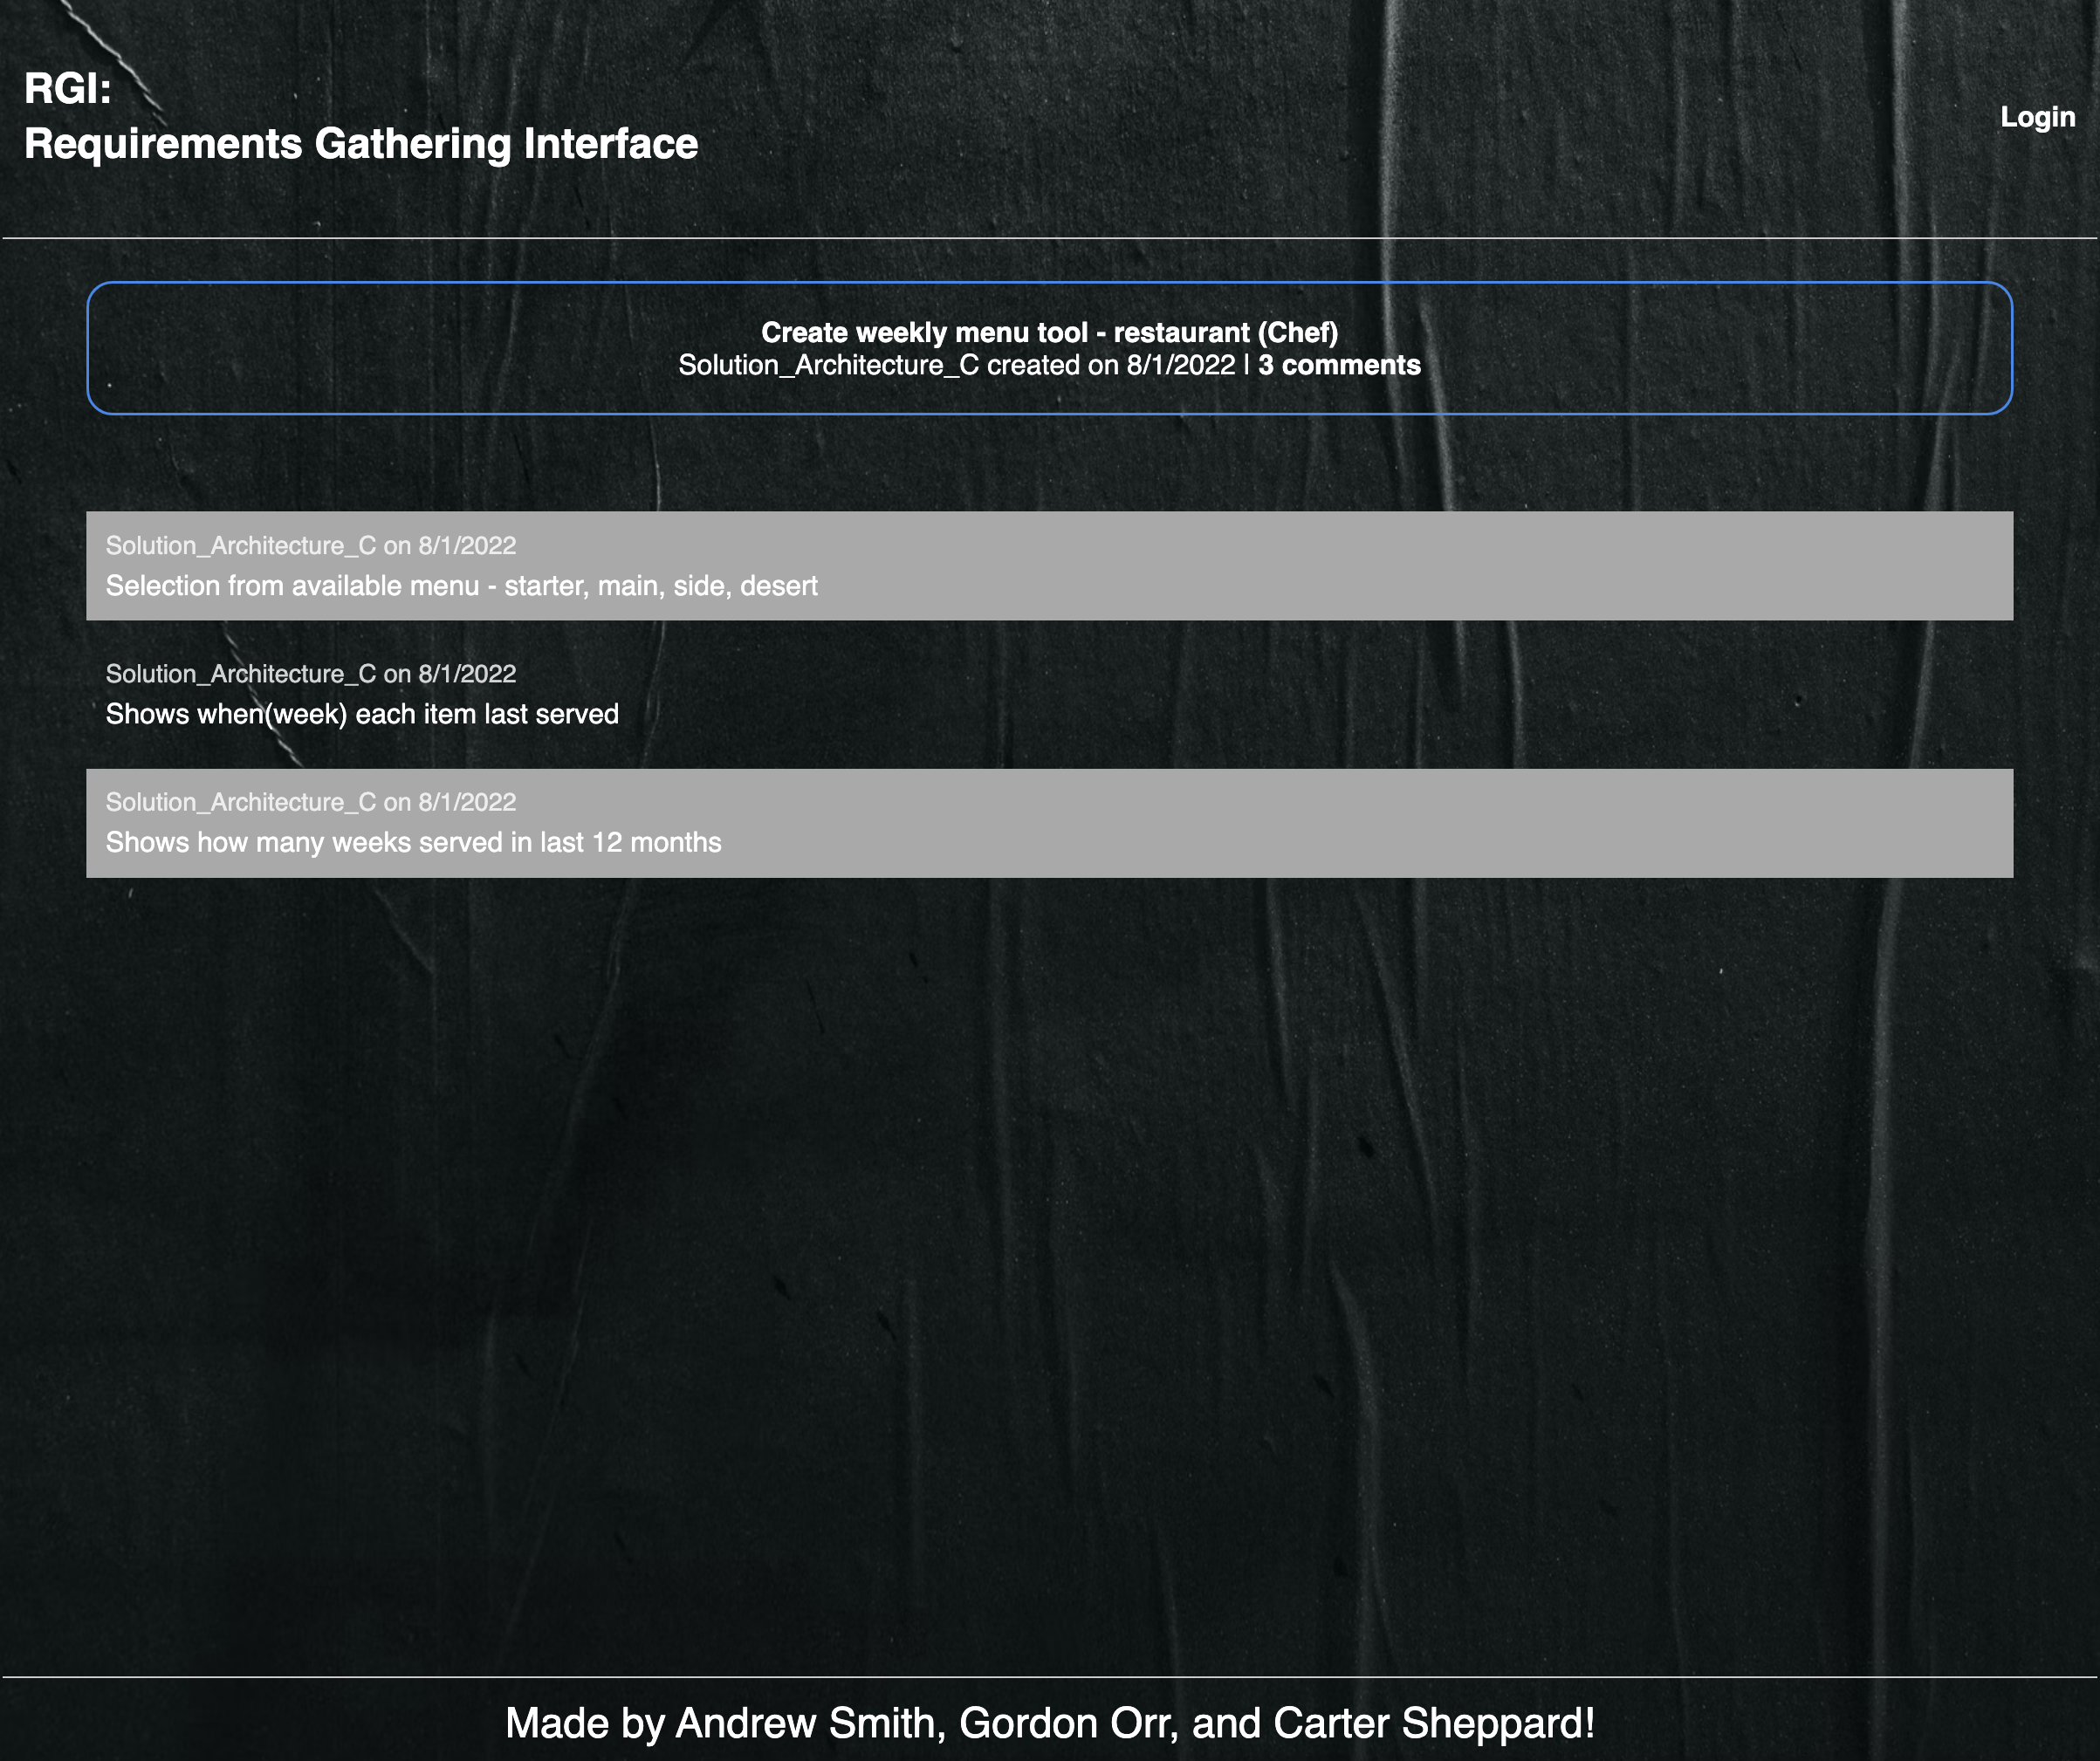 RGI:
Requirements Gathering Interface
Login
Create weekly menu tool - restaurant (Chef)
Solution_Architecture_C created on 8/1/2022 | 3 comments
Solution_Architecture_C on 8/1/2022
Selection from available menu - starter, main, side, desert
Solution_Architecture_C on 8/1/2022
Shows when(week) each item last served
Solution_Architecture_C on 8/1/2022
Shows how many weeks served in last 12 months
Made by Andrew Smith, Gordon Orr, and Carter Sheppard!